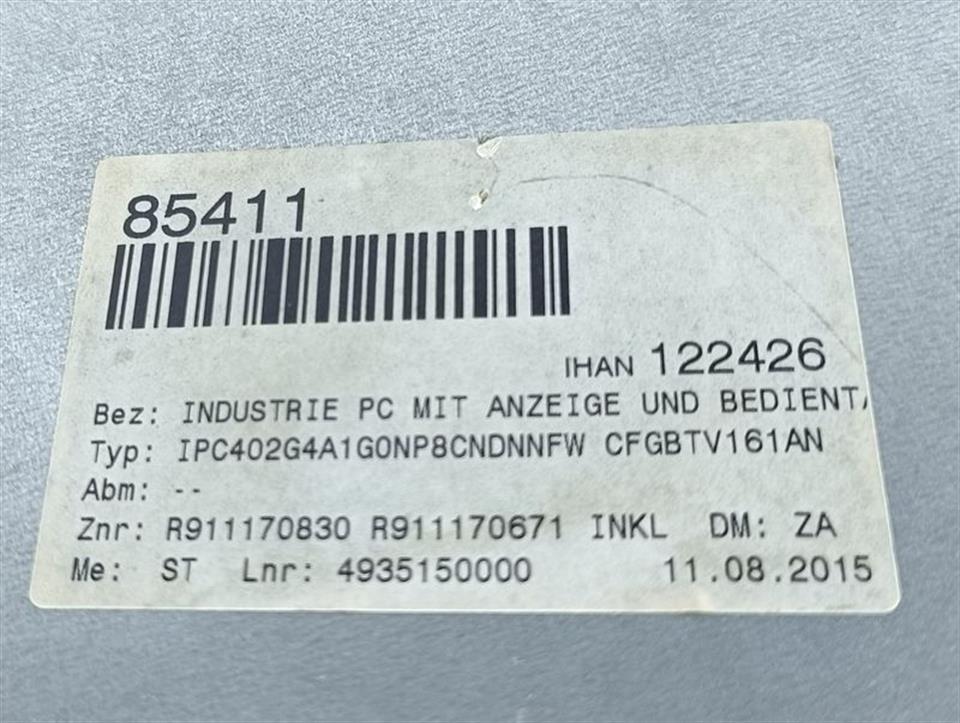 85411
IHAN 122426
Bez: INDUSTRIE PC MIT ANZEIGE UND BEDIENT
Typ: IPC402G4A1G0NP8CNDNNFW CFGBTV161AN
Abm: --
Znr: R911170830 R911170671 INKL DM: ZA
Me: ST Lnr: 4935150000 11.08.2015